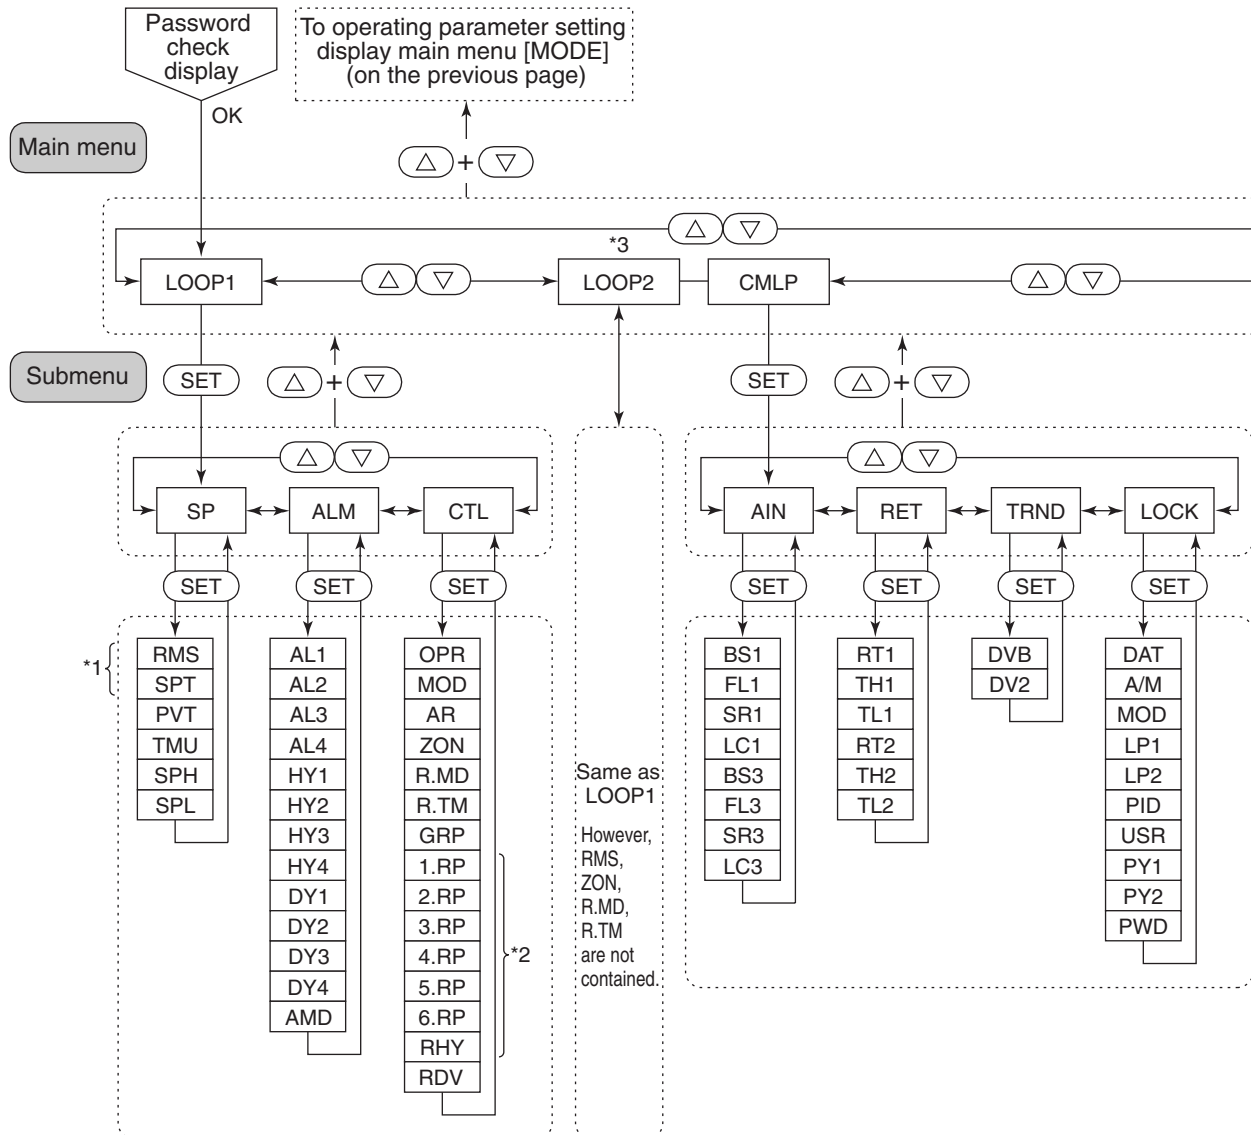 Password
check
display
To operating parameter setting
display main menu [MODE]
(on the previous page)
OK
Main menu
+
*3
LOOP1
LOOP2
CMLP
Submenu
SET
+
SET
+
SP
ALM
CTL
AIN
RET
TRND
LOCK
SET
SET
SET
SET
SET
SET
SET
*1
RMS
SPT
PVT
TMU
SPH
SPL
AL1
AL2
AL3
AL4
HY1
HY2
HY3
HY4
DY1
DY2
DY3
DY4
AMD
OPR
MOD
AR
ZON
R.MD
R.TM
GRP
1.RP
2.RP
3.RP
4.RP
5.RP
6.RP
RHY
RDV
*2
Same as
LOOP1
However,
RMS,
ZON,
R.MD,
R.TM
are not
contained.
BS1
FL1
SR1
LC1
BS3
FL3
SR3
LC3
RT1
TH1
TL1
RT2
TH2
TL2
DVB
DV2
DAT
A/M
MOD
LP1
LP2
PID
USR
PY1
PY2
PWD